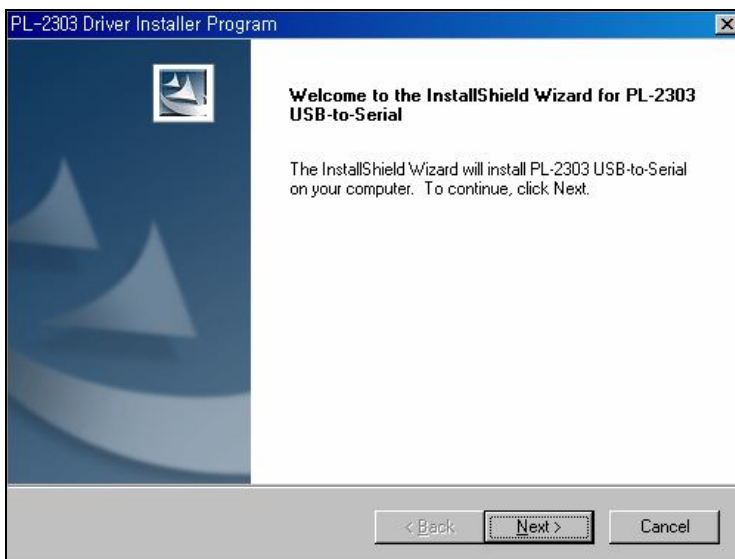 PL-2303 Driver Installer Program
Welcome to the InstallShield Wizard for PL-2303
USB-to-Serial
The InstallShield Wizard will install PL-2303 USB-to-Serial
on your computer. To continue, click Next.
< Back
Next >
Cancel